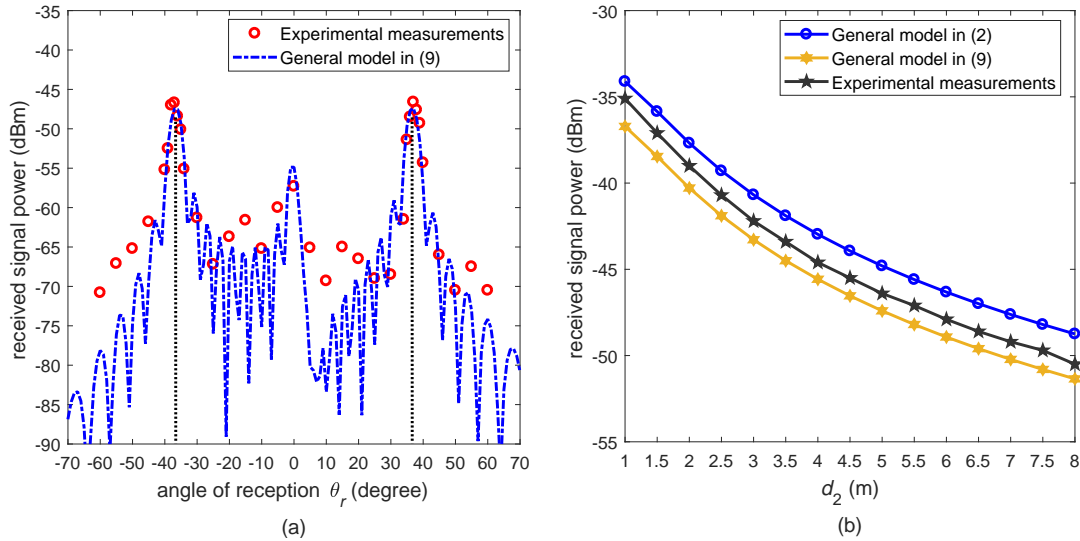 Experimental measurements
General model in (9)
received signal power (dBm)
-35
-40
-45
-50
-55
-60
-65
-70
-75
-80
-85
-90
-70 -60 -50 -40 -30 -20 -10 0 10 20 30 40 50 60 70
angle of reception θr (degree)
(a)
General model in (2)
General model in (9)
Experimental measurements
received signal power (dBm)
-30
-35
-40
-45
-50
-55
1 1.5 2 2.5 3 3.5 4 4.5 5 5.5 6 6.5 7 7.5 8
d2 (m)
(b)